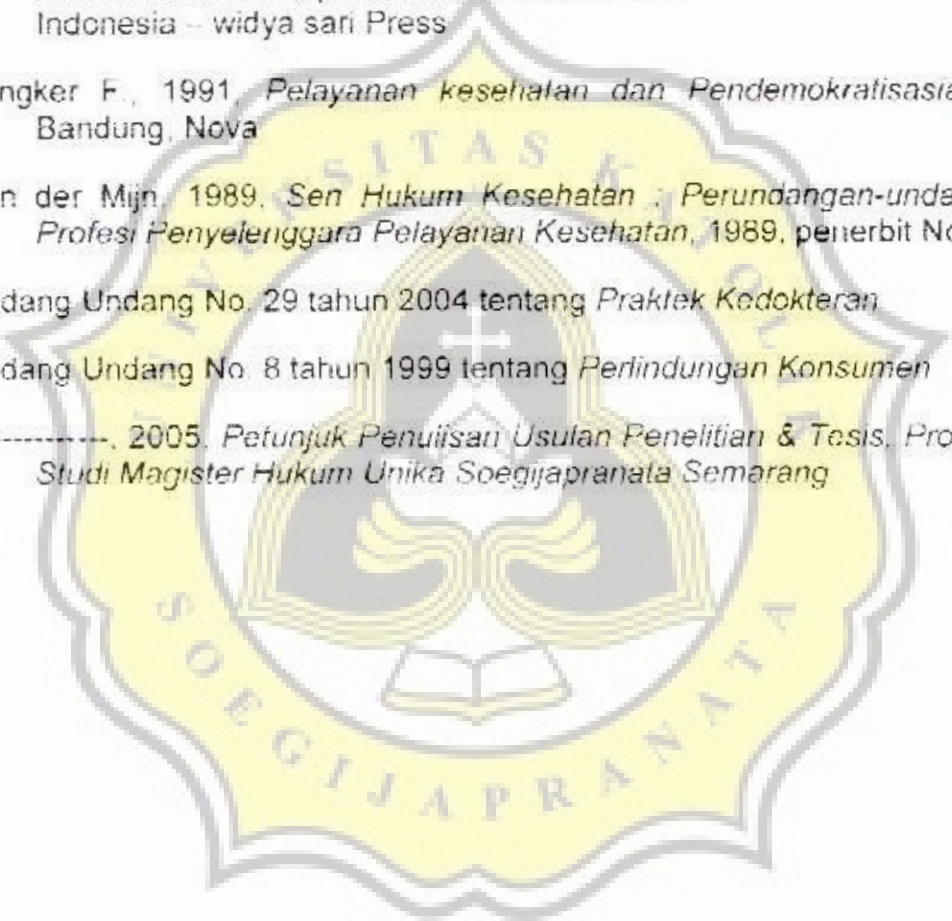 Indonesia – widya sari Press
ngker F., 1991, Pelayanan kesehatan dan Pendemokratisasia
Bandung, Nova
n der Mijn, 1989, Seri Hukum Kesehatan : Perundangan-unda
Profesi Penyelenggara Pelayanan Kesehatan, 1989, penerbit No
dang Undang No. 29 tahun 2004 tentang Praktek Kedokteran
dang Undang No. 8 tahun 1999 tentang Perlindungan Konsumen
-----------, 2005. Petunjuk Penulisan Usulan Penelitian & Tesis, Pro
Studi Magister Hukum Unika Soegijapranata Semarang
UNIVERSITAS KATOLIK
SOEGIJAPRANATA